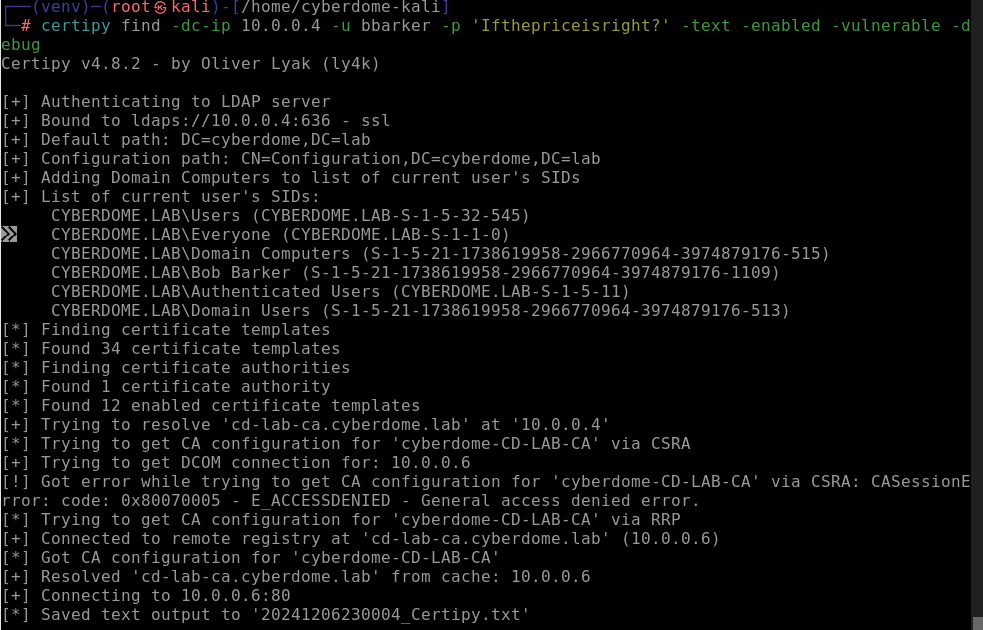 ┌──(venv)─(root㉿kali)-[/home/cyberdome-kali]
└─# certipy find -dc-ip 10.0.0.4 -u bbarker -p 'Ifthepriceisright?' -text -enabled -vulnerable -d
ebug
Certipy v4.8.2 - by Oliver Lyak (ly4k)

[+] Authenticating to LDAP server
[+] Bound to ldaps://10.0.0.4:636 - ssl
[+] Default path: DC=cyberdome,DC=lab
[+] Configuration path: CN=Configuration,DC=cyberdome,DC=lab
[+] Adding Domain Computers to list of current user's SIDs
[+] List of current user's SIDs:
     CYBERDOME.LAB\Users (CYBERDOME.LAB-S-1-5-32-545)
     CYBERDOME.LAB\Everyone (CYBERDOME.LAB-S-1-1-0)
     CYBERDOME.LAB\Domain Computers (S-1-5-21-1738619958-2966770964-3974879176-515)
     CYBERDOME.LAB\Bob Barker (S-1-5-21-1738619958-2966770964-3974879176-1109)
     CYBERDOME.LAB\Authenticated Users (CYBERDOME.LAB-S-1-5-11)
     CYBERDOME.LAB\Domain Users (S-1-5-21-1738619958-2966770964-3974879176-513)
[*] Finding certificate templates
[*] Found 34 certificate templates
[*] Finding certificate authorities
[*] Found 1 certificate authority
[*] Found 12 enabled certificate templates
[+] Trying to resolve 'cd-lab-ca.cyberdome.lab' at '10.0.0.4'
[*] Trying to get CA configuration for 'cyberdome-CD-LAB-CA' via CSRA
[+] Trying to get DCOM connection for: 10.0.0.6
[!] Got error while trying to get CA configuration for 'cyberdome-CD-LAB-CA' via CSRA: CASessionE
rror: code: 0x80070005 - E_ACCESSDENIED - General access denied error.
[*] Trying to get CA configuration for 'cyberdome-CD-LAB-CA' via RRP
[+] Connected to remote registry at 'cd-lab-ca.cyberdome.lab' (10.0.0.6)
[*] Got CA configuration for 'cyberdome-CD-LAB-CA'
[+] Resolved 'cd-lab-ca.cyberdome.lab' from cache: 10.0.0.6
[+] Connecting to 10.0.0.6:80
[*] Saved text output to '20241206230004_Certipy.txt'